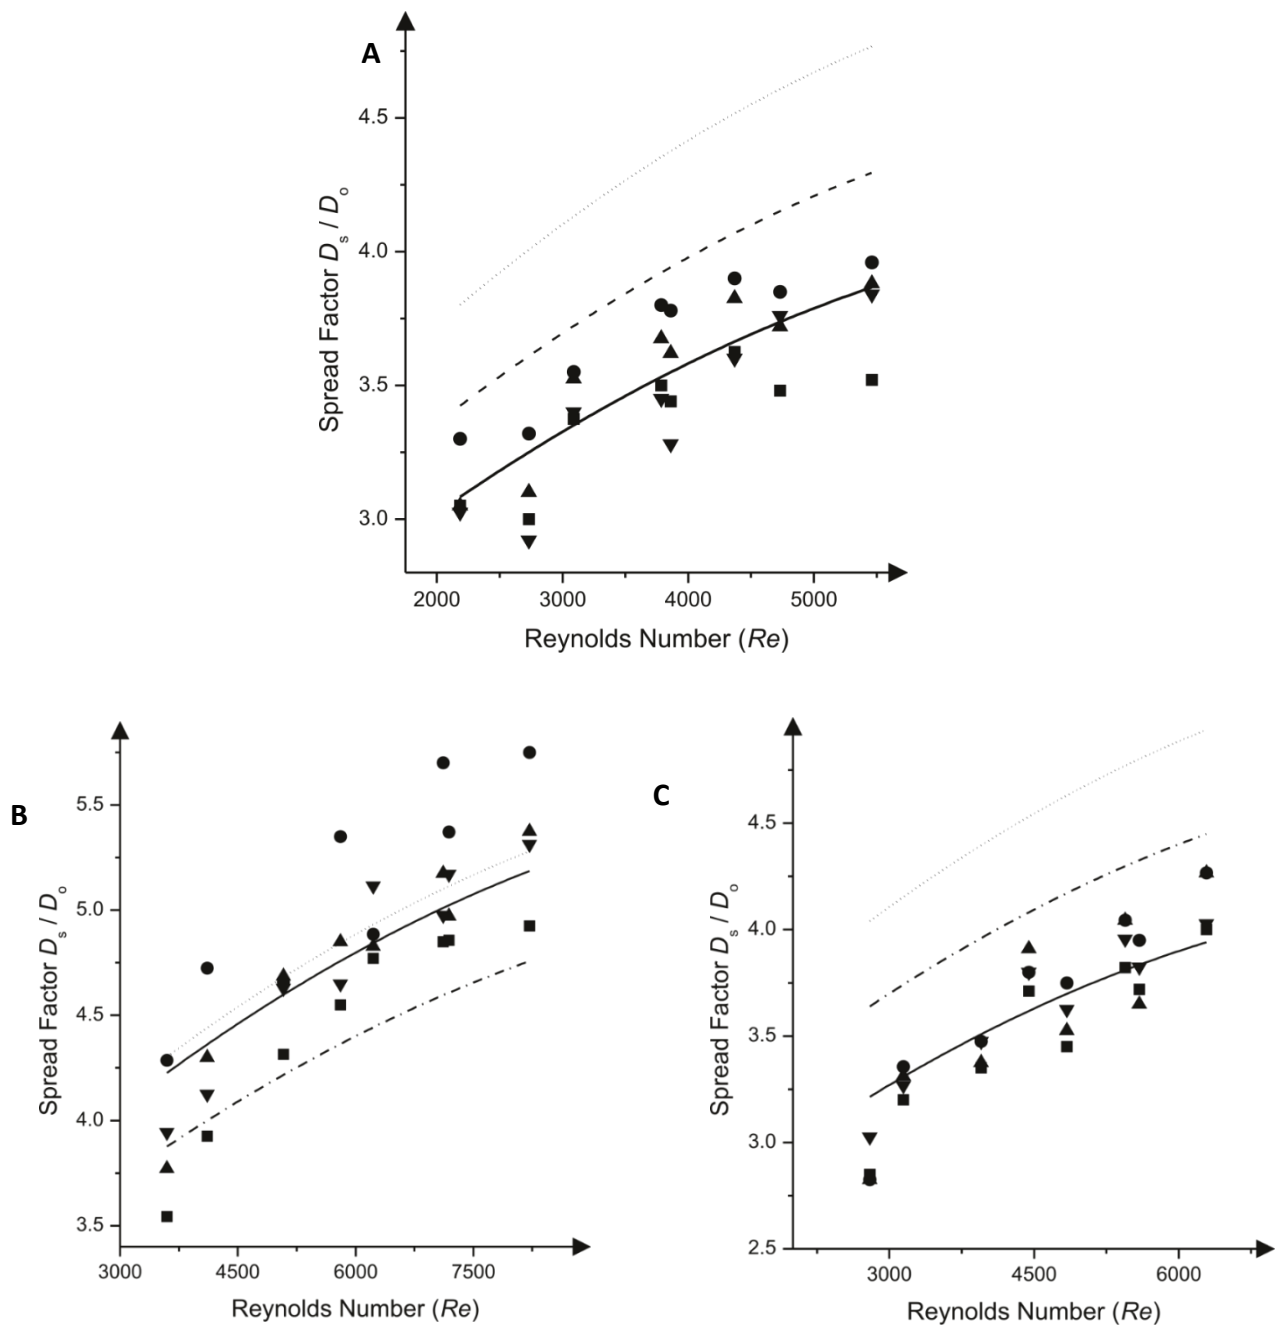 A
4.5
4.0
3.5
3.0
Spread Factor Ds / Do
2000 3000 4000 5000
Reynolds Number (Re)
B
5.5
5.0
4.5
4.0
3.5
Spread Factor Ds / Do
3000 4500 6000 7500
Reynolds Number (Re)
C
4.5
4.0
3.5
3.0
2.5
Spread Factor Ds / Do
3000 4500 6000
Reynolds Number (Re)